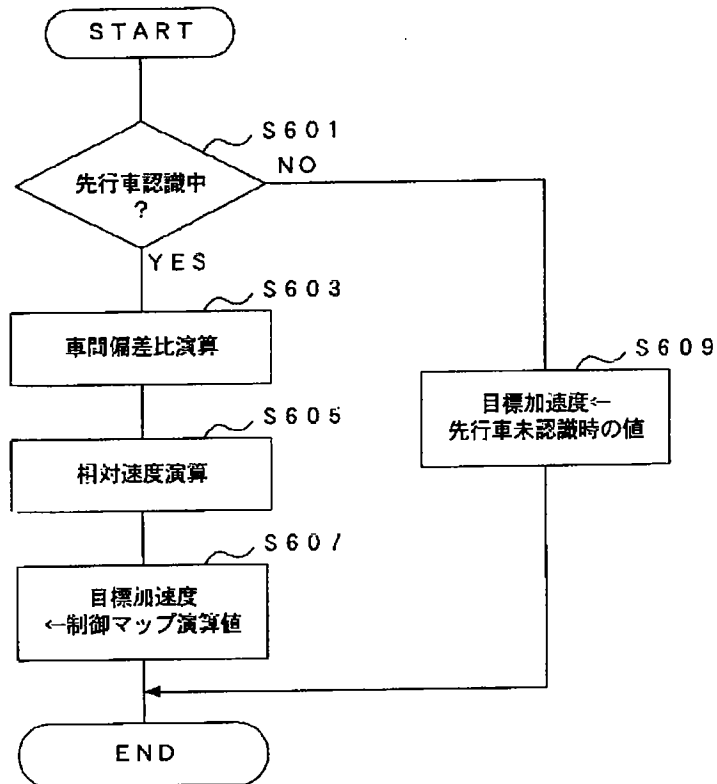 START
S601
先行車認識中
?
NO
YES
S603
車間偏差比演算
S609
目標加速度←
先行車未認識時の値
S605
相対速度演算
S607
目標加速度
←制御マップ演算値
END